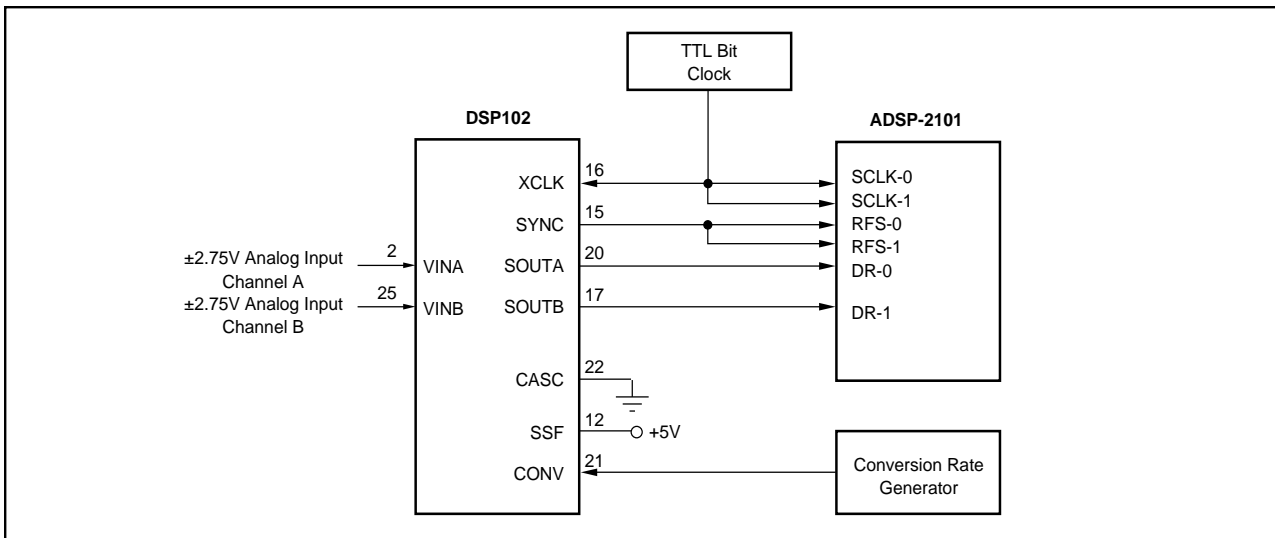 TTL Bit
Clock
DSP102
ADSP-2101
XCLK
16
SCLK-0
SCLK-1
SYNC
15
RFS-0
RFS-1
±2.75V Analog Input
Channel A
2
VINA
SOUTA
20
DR-0
±2.75V Analog Input
Channel B
25
VINB
SOUTB
17
DR-1
CASC
22
SSF
12
+5V
CONV
21
Conversion Rate
Generator